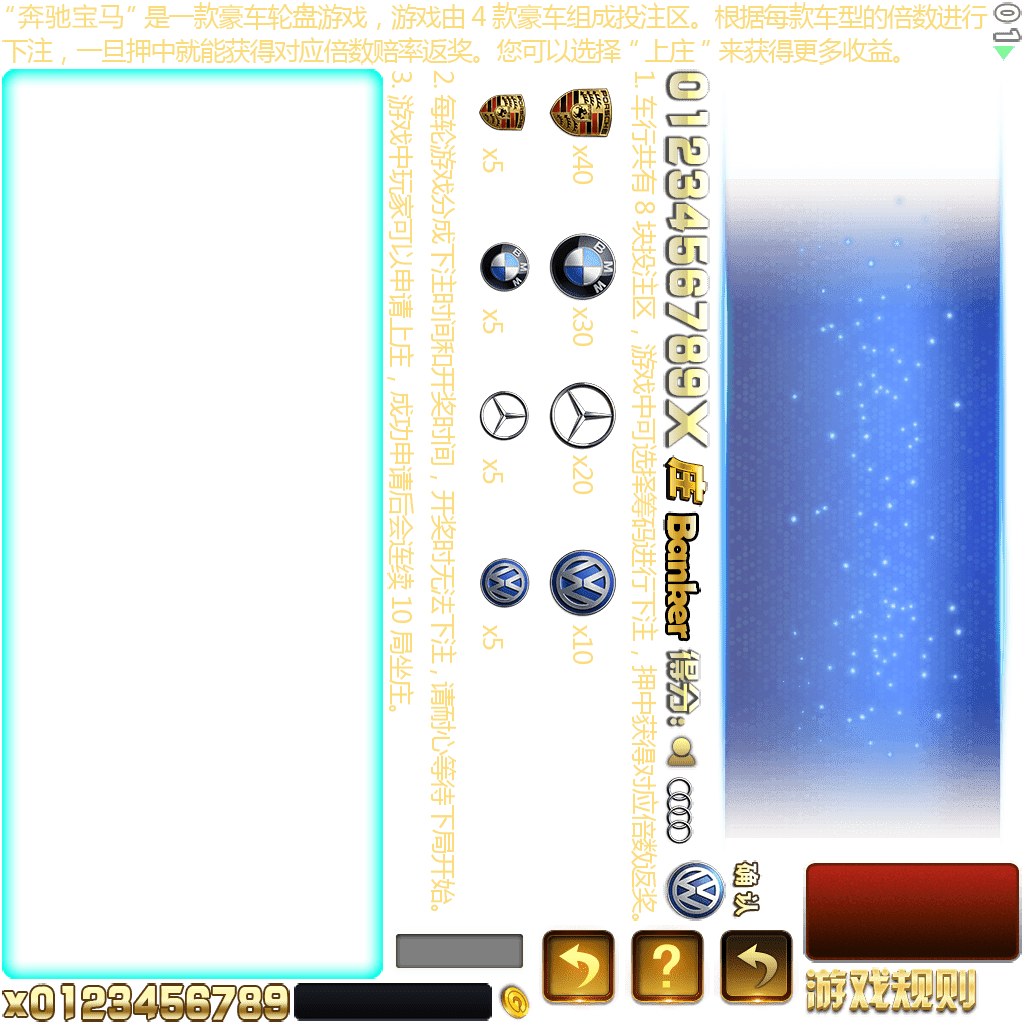 “奔驰宝马”是一款豪车轮盘游戏，游戏由 4 款豪车组成投注区。根据每款车型的倍数进行
下注，一旦押中就能获得对应倍数赔率返奖。您可以选择“上庄”来获得更多收益。
01
0123456789X
庄 Banker 得分：
1. 车行共有 8 块投注区，游戏中可选择筹码进行下注，押中获得对应倍数返奖。
PORSCHE x40 BMW x30 x20 x10
x5 BMW x5 x5 x5
2. 每轮游戏分成下注时间和开奖时间，开奖时无法下注，请耐心等待下局开始。
3. 游戏中玩家可以申请上庄，成功申请后会连续 10 局坐庄。
确认
?
游戏规则
x0123456789